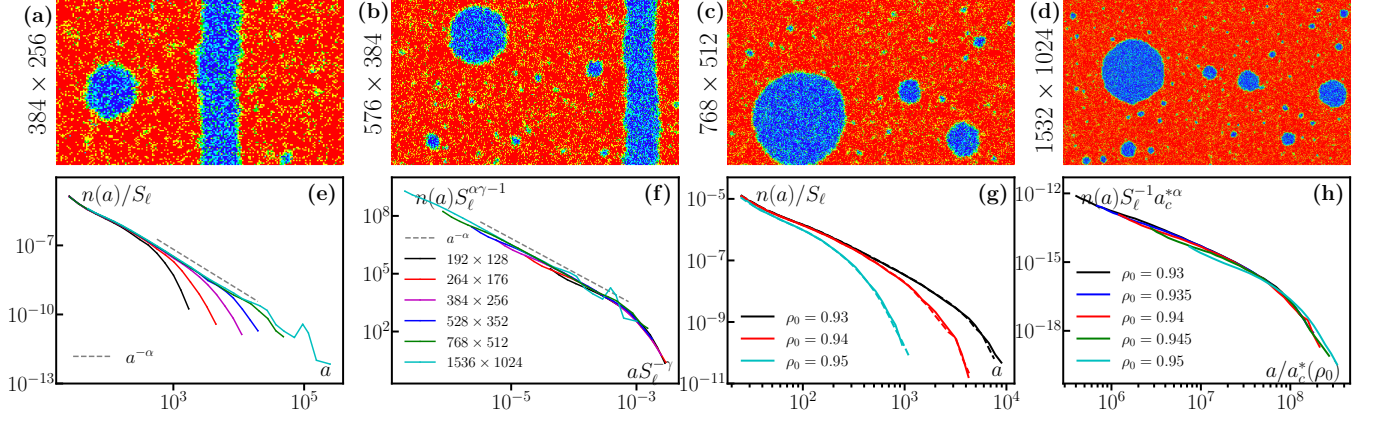 (a)
384 × 256
(b)
576 × 384
(c)
768 × 512
(d)
1532 × 1024
(e)
n(a)/S_ℓ
10^{-7}
10^{-10}
10^{-13}
a^{-α}
a
10^3
10^5
(f)
n(a)S_ℓ^{αγ-1}
10^8
10^5
10^2
a^{-α}
192 × 128
264 × 176
384 × 256
528 × 352
768 × 512
1536 × 1024
aS_ℓ^{-γ}
10^{-5}
10^{-3}
(g)
n(a)/S_ℓ
10^{-5}
10^{-7}
10^{-9}
10^{-11}
ρ_0 = 0.93
ρ_0 = 0.94
ρ_0 = 0.95
a
10^2
10^3
10^4
(h)
n(a)S_ℓ^{-1}a_c^{*α}
10^{-12}
10^{-15}
10^{-18}
ρ_0 = 0.93
ρ_0 = 0.935
ρ_0 = 0.94
ρ_0 = 0.945
ρ_0 = 0.95
a/a_c^*(ρ_0)
10^6
10^7
10^8